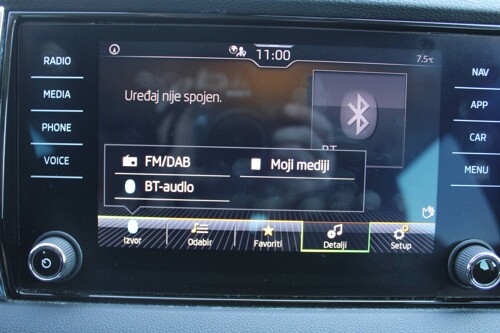 RADIO
MEDIA
PHONE
VOICE
11:00
7.5°C
Uređaj nije spojen.
BT
FM/DAB
Moji mediji
BT-audio
Izvor
Odabir
Favoriti
Detalji
Setup
NAV
APP
CAR
MENU